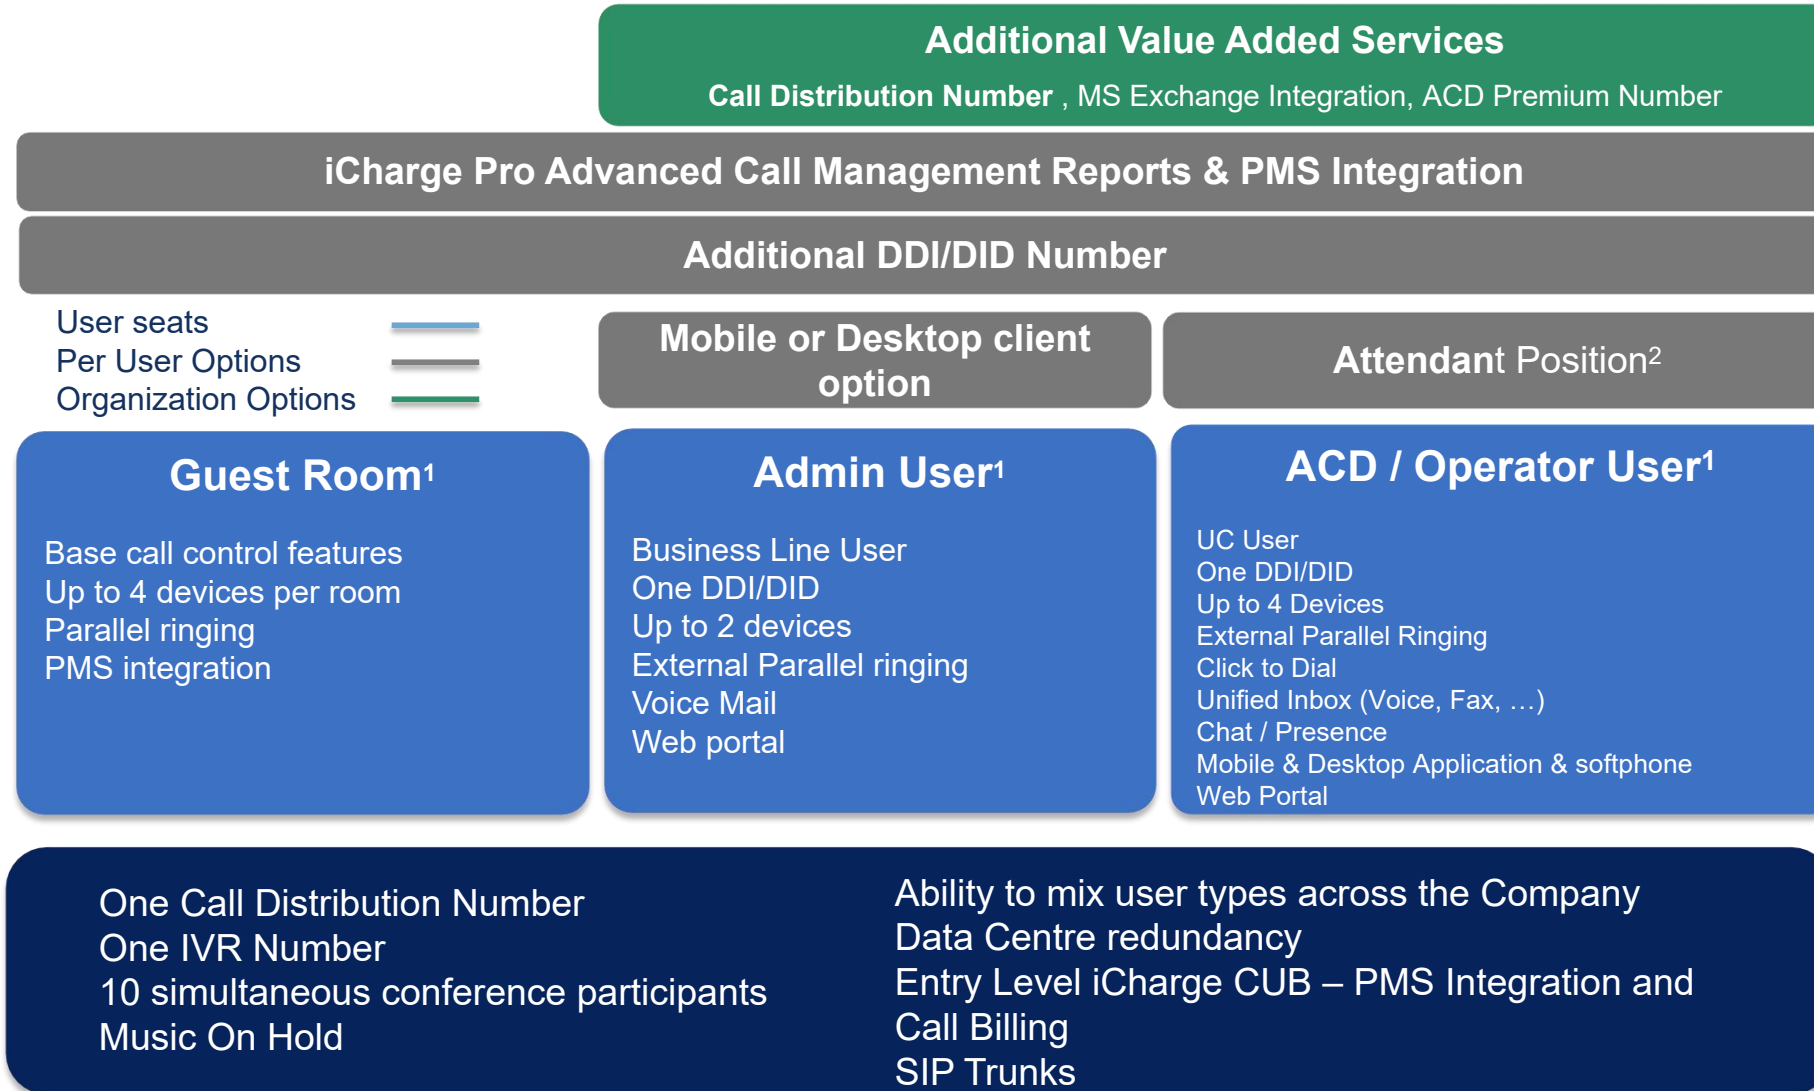 Additional Value Added Services
Call Distribution Number , MS Exchange Integration, ACD Premium Number
iCharge Pro Advanced Call Management Reports & PMS Integration
Additional DDI/DID Number
User seats
Per User Options
Organization Options
Mobile or Desktop client
option
Attendant Position²
Guest Room¹
Base call control features
Up to 4 devices per room
Parallel ringing
PMS integration
Admin User¹
Business Line User
One DDI/DID
Up to 2 devices
External Parallel ringing
Voice Mail
Web portal
ACD / Operator User¹
UC User
One DDI/DID
Up to 4 Devices
External Parallel Ringing
Click to Dial
Unified Inbox (Voice, Fax, …)
Chat / Presence
Mobile & Desktop Application & softphone
Web Portal
One Call Distribution Number
One IVR Number
10 simultaneous conference participants
Music On Hold
Ability to mix user types across the Company
Data Centre redundancy
Entry Level iCharge CUB – PMS Integration and
Call Billing
SIP Trunks